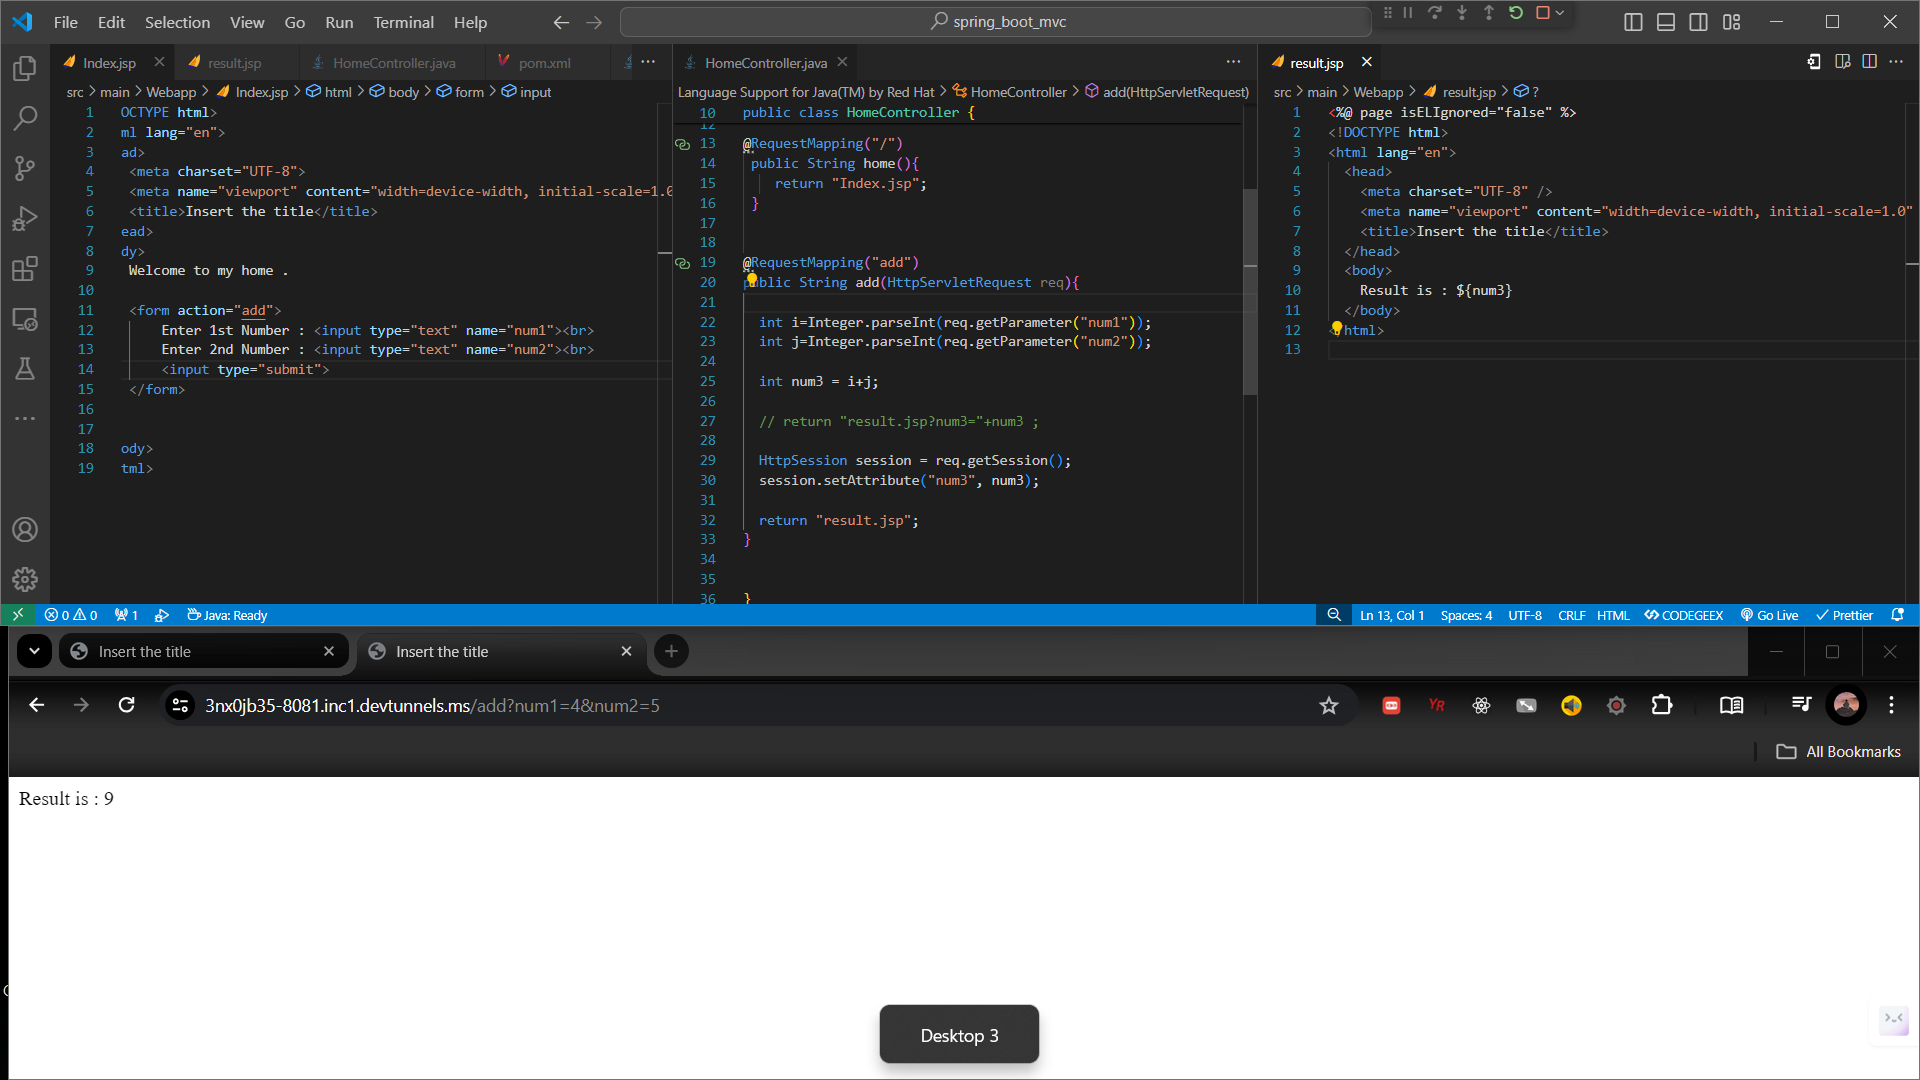 File Edit Selection View Go Run Terminal Help
spring_boot_mvc
Index.jsp
result.jsp
HomeController.java
pom.xml
src > main > Webapp > Index.jsp > html > body > form > input
1 OCTYPE html>
2 ml lang="en">
3 ad>
4 <meta charset="UTF-8">
5 <meta name="viewport" content="width=device-width, initial-scale=1.0
6 <title>Insert the title</title>
7 ead>
8 dy>
9 Welcome to my home .
10
11 <form action="add">
12 Enter 1st Number : <input type="text" name="num1"><br>
13 Enter 2nd Number : <input type="text" name="num2"><br>
14 <input type="submit">
15 </form>
16
17
18 ody>
19 tml>
HomeController.java
Language Support for Java(TM) by Red Hat > HomeController > add(HttpServletRequest)
10 public class HomeController {
12
13 @RequestMapping("/")
14 public String home(){
15 return "Index.jsp";
16 }
17
18
19 @RequestMapping("add")
20 public String add(HttpServletRequest req){
21
22 int i=Integer.parseInt(req.getParameter("num1"));
23 int j=Integer.parseInt(req.getParameter("num2"));
24
25 int num3 = i+j;
26
27 // return "result.jsp?num3="+num3 ;
28
29 HttpSession session = req.getSession();
30 session.setAttribute("num3", num3);
31
32 return "result.jsp";
33 }
34
35
36 }
result.jsp
src > main > Webapp > result.jsp > ?
1 <%@ page isELIgnored="false" %>
2 <!DOCTYPE html>
3 <html lang="en">
4 <head>
5 <meta charset="UTF-8" />
6 <meta name="viewport" content="width=device-width, initial-scale=1.0"
7 <title>Insert the title</title>
8 </head>
9 <body>
10 Result is : ${num3}
11 </body>
12 html>
13
0 0 1 Java: Ready
Ln 13, Col 1 Spaces: 4 UTF-8 CRLF HTML CODEGEEX Go Live Prettier
Insert the title
Insert the title
3nx0jb35-8081.inc1.devtunnels.ms/add?num1=4&num2=5
YR
All Bookmarks
Result is : 9
Desktop 3